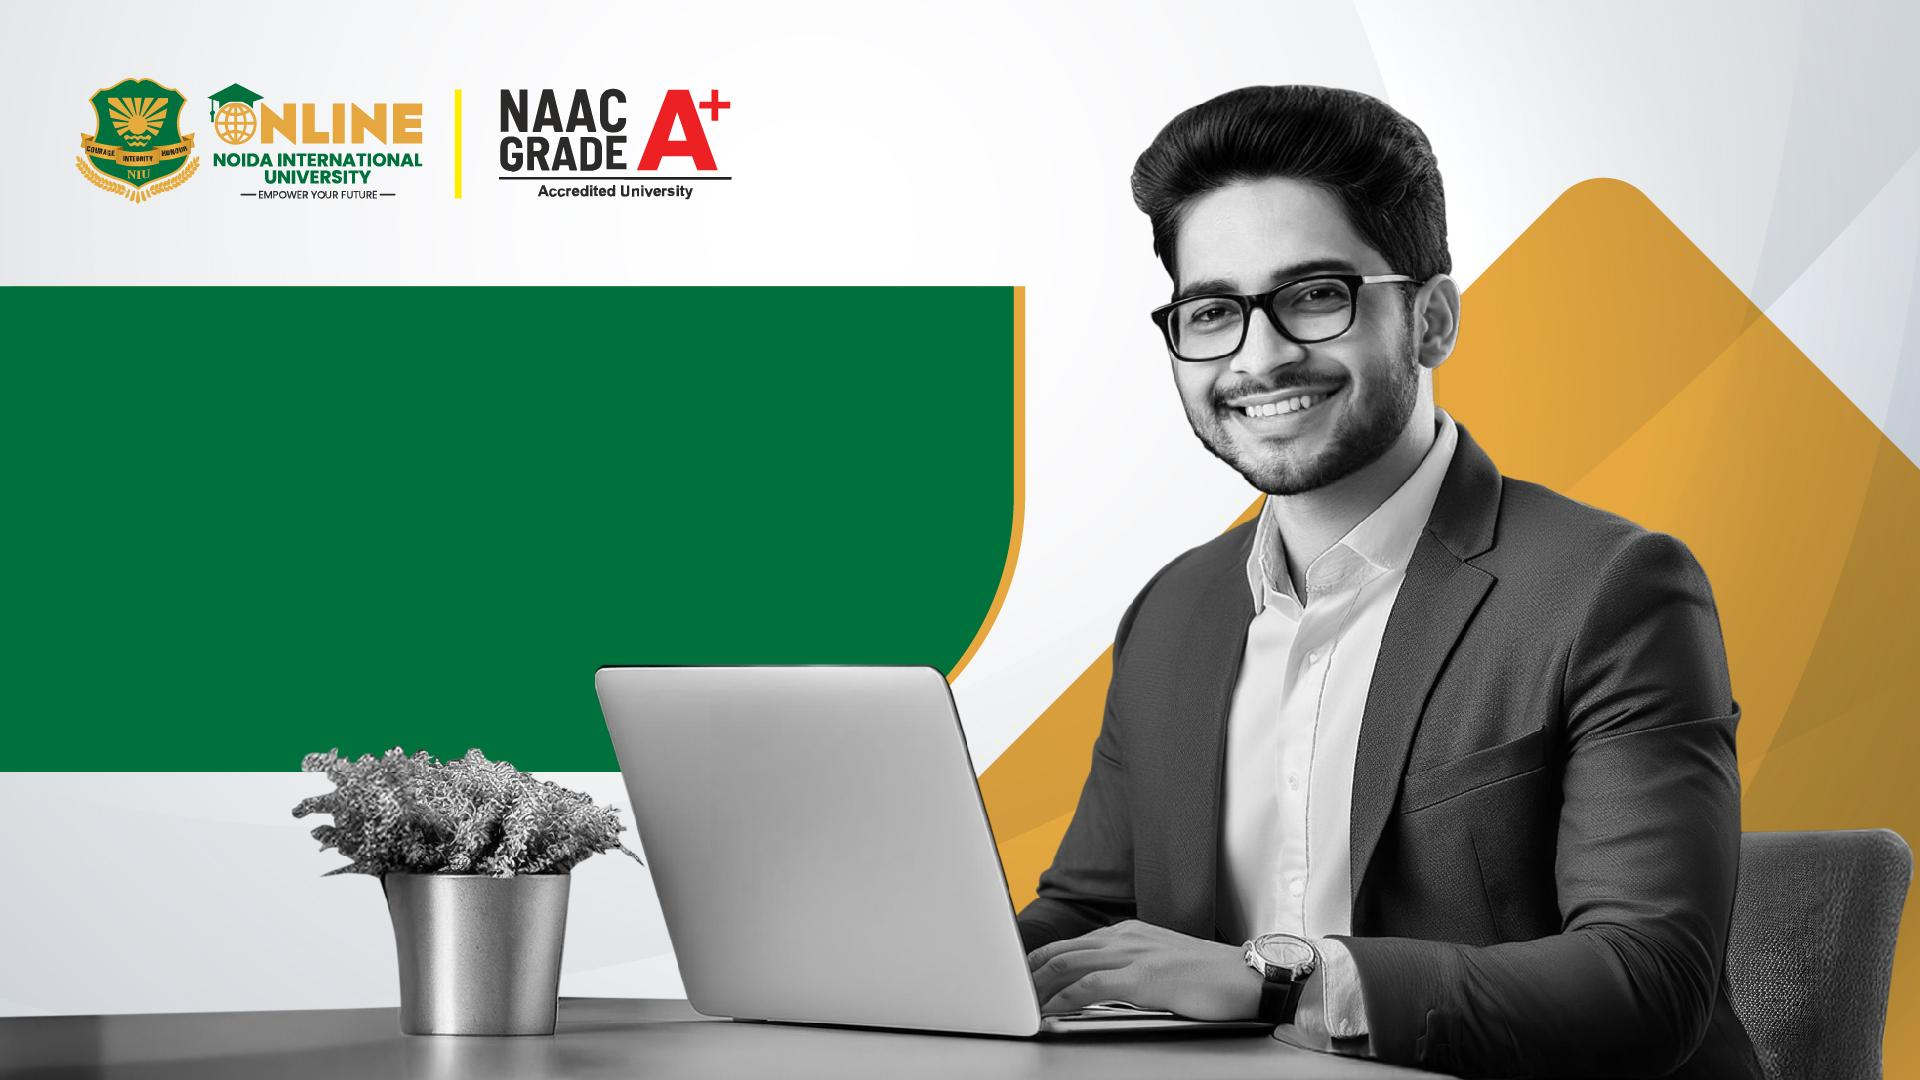 COURAGE INTEGRITY HONOUR
NIU
ONLINE
NOIDA INTERNATIONAL
UNIVERSITY
EMPOWER YOUR FUTURE
NAAC
GRADE A+
Accredited University